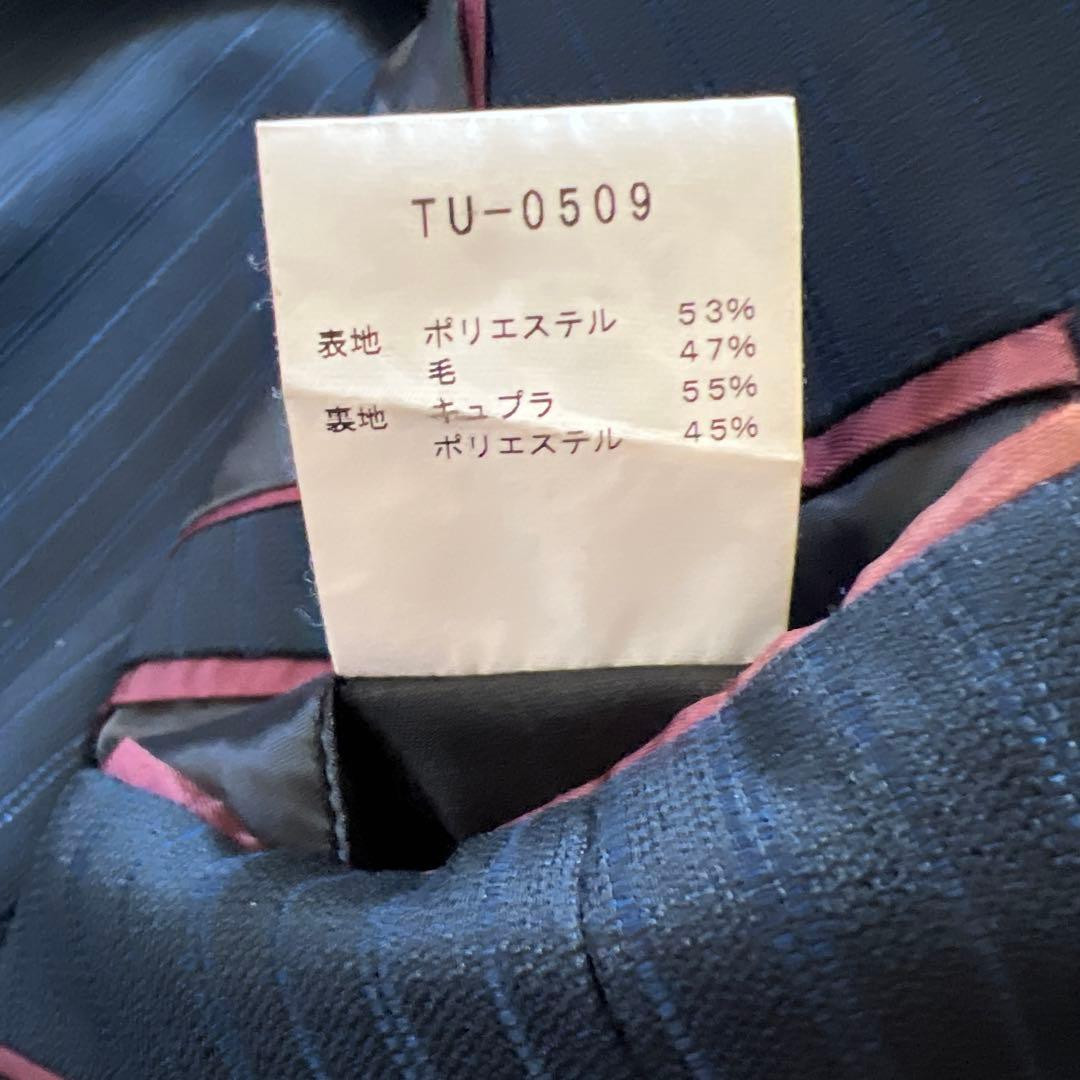 TU-0509
表地 ポリエステル 53%
毛 47%
裏地 キュプラ 55%
ポリエステル 45%